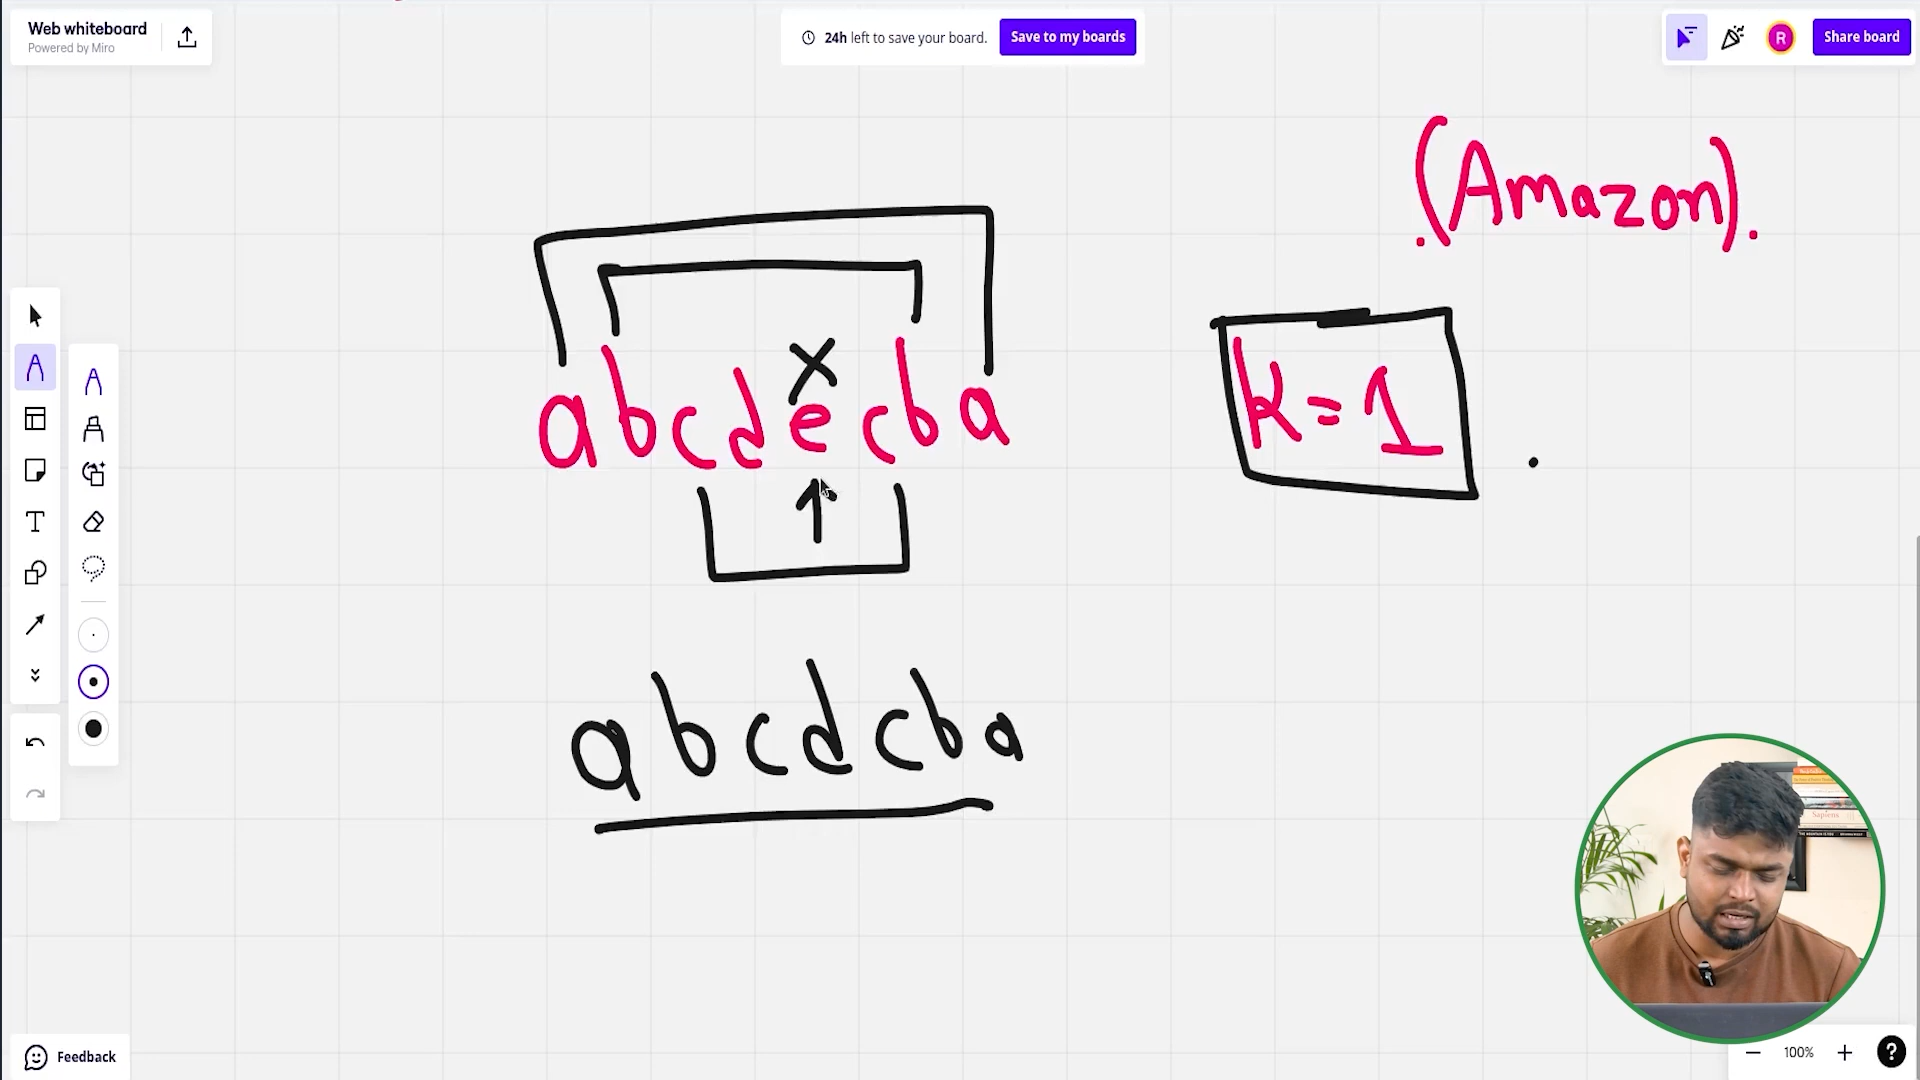 Web whiteboard
Powered by Miro
24h left to save your board.
Save to my boards
R
Share board
(Amazon).
x
abcdecba
k=1
abcdcba
T
Sapiens
Feedback
100%
?